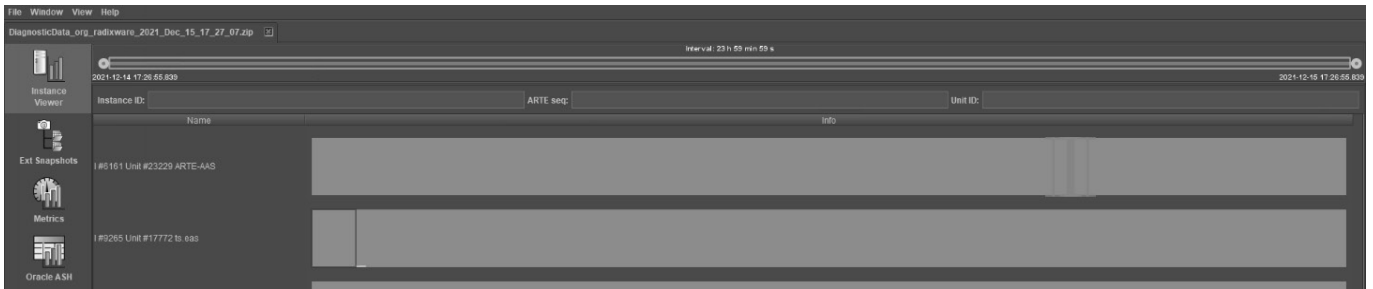 File Window View Help
DiagnosticData_org_radixware_2021_Dec_15_17_27_07.zip
Interval: 23 h 59 min 59 s
2021-12-14 17:26:55.839
2021-12-15 17:26:55.839
Instance Viewer
Instance ID:
ARTE seq:
Unit ID:
Name
Info
Ext Snapshots
I #6161 Unit #23229 ARTE-AAS
Metrics
I #9265 Unit #17772 ts.eas
Oracle ASH